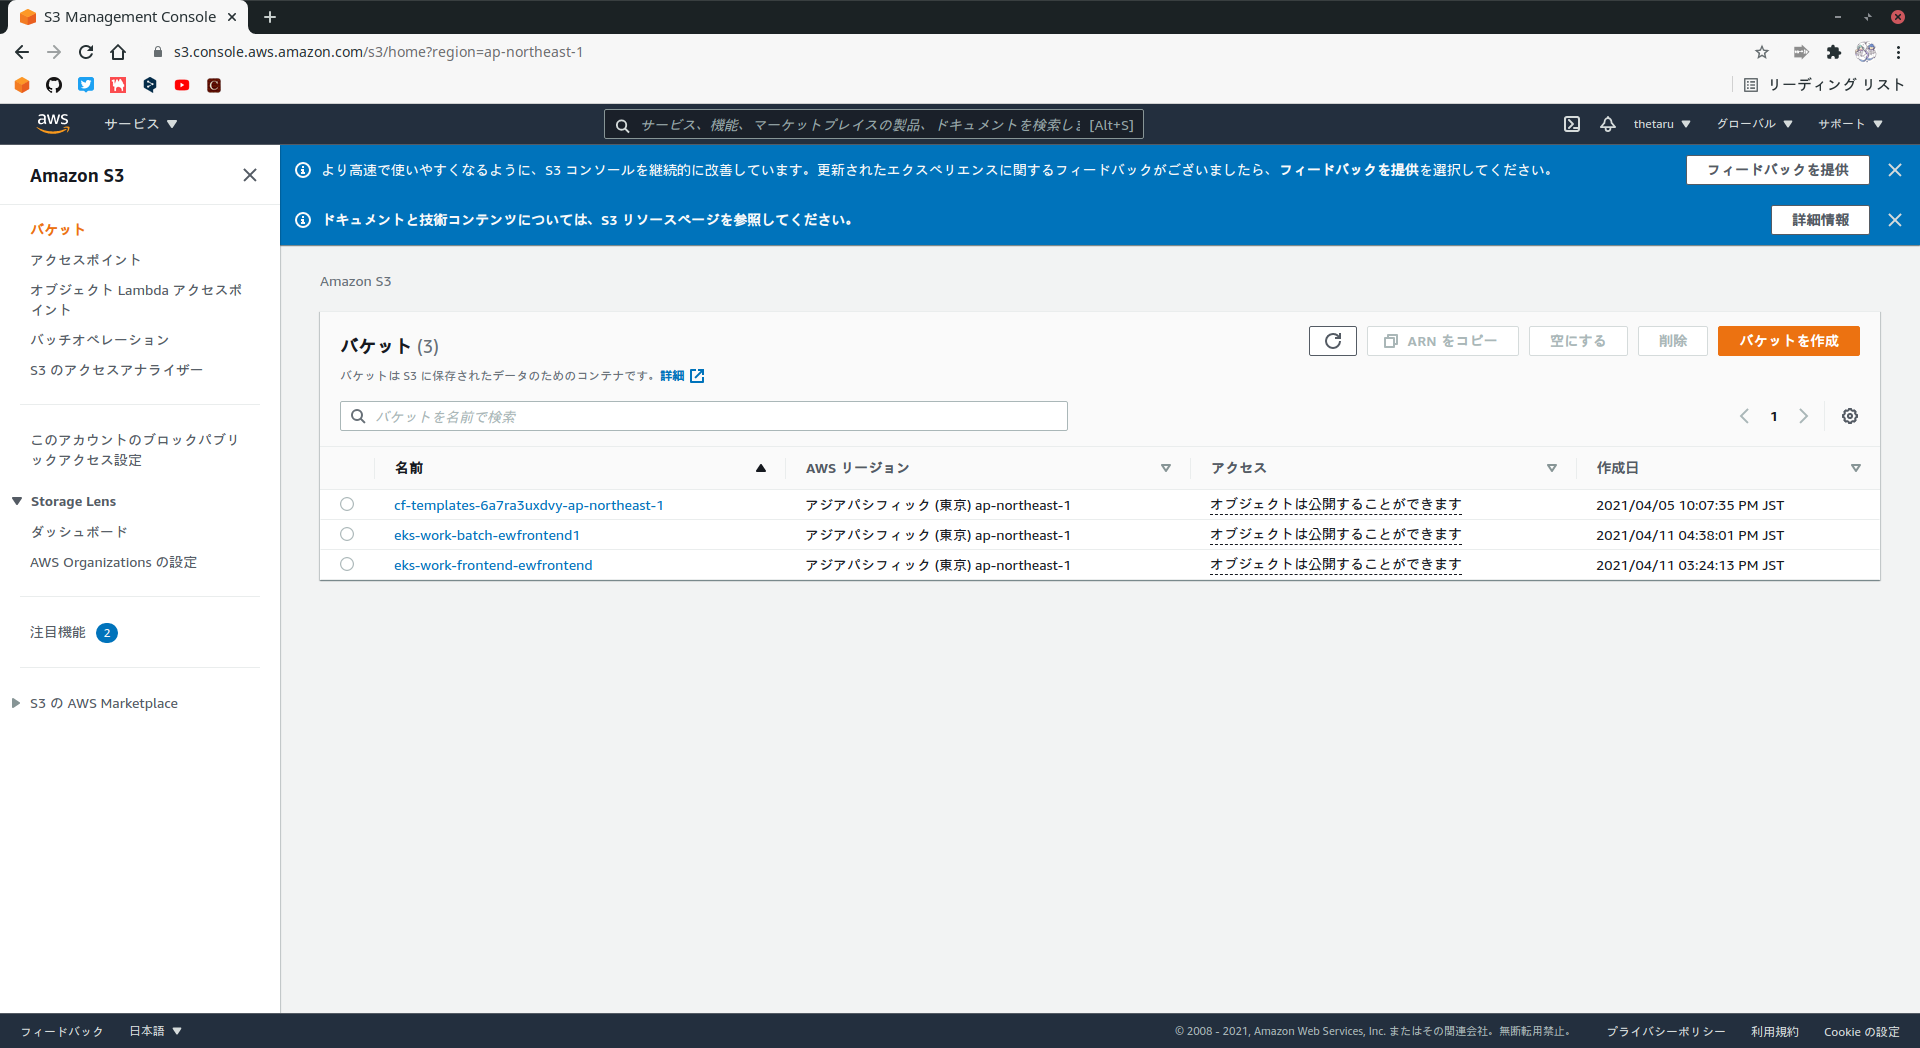 S3 Management Console
s3.console.aws.amazon.com/s3/home?region=ap-northeast-1
リーディング リスト
aws
サービス
サービス、機能、マーケットプレイスの製品、ドキュメントを検索し [Alt+S]
thetaru
グローバル
サポート
Amazon S3
バケット
アクセスポイント
オブジェクト Lambda アクセスポ
イント
バッチオペレーション
S3 のアクセスアナライザー
このアカウントのブロックパブリ
ックアクセス設定
Storage Lens
ダッシュボード
AWS Organizations の設定
注目機能 2
S3 の AWS Marketplace
より高速で使いやすくなるように、S3 コンソールを継続的に改善しています。更新されたエクスペリエンスに関するフィードバックがございましたら、フィードバックを提供を選択してください。
フィードバックを提供
ドキュメントと技術コンテンツについては、S3 リソースページを参照してください。
詳細情報
Amazon S3
バケット (3)
ARN をコピー
空にする
削除
バケットを作成
バケットは S3 に保存されたデータのためのコンテナです。詳細
バケットを名前で検索
1
名前 AWS リージョン アクセス 作成日
cf-templates-6a7ra3uxdvy-ap-northeast-1 アジアパシフィック (東京) ap-northeast-1 オブジェクトは公開することができます 2021/04/05 10:07:35 PM JST
eks-work-batch-ewfrontend1 アジアパシフィック (東京) ap-northeast-1 オブジェクトは公開することができます 2021/04/11 04:38:01 PM JST
eks-work-frontend-ewfrontend アジアパシフィック (東京) ap-northeast-1 オブジェクトは公開することができます 2021/04/11 03:24:13 PM JST
フィードバック
日本語
© 2008 - 2021, Amazon Web Services, Inc. またはその関連会社。無断転用禁止。
プライバシーポリシー
利用規約
Cookie の設定